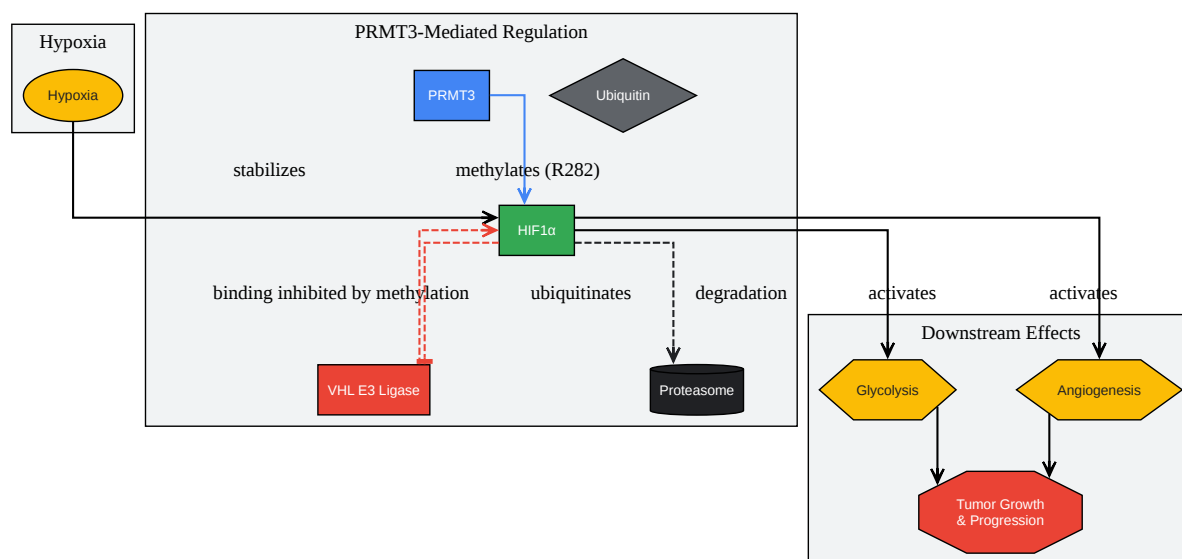 Hypoxia
PRMT3-Mediated Regulation
Hypoxia
PRMT3
Ubiquitin
stabilizes
methylates (R282)
HIF1α
binding inhibited by methylation
ubiquitinates
degradation
activates
activates
Downstream Effects
VHL E3 Ligase
Proteasome
Glycolysis
Angiogenesis
Tumor Growth
& Progression